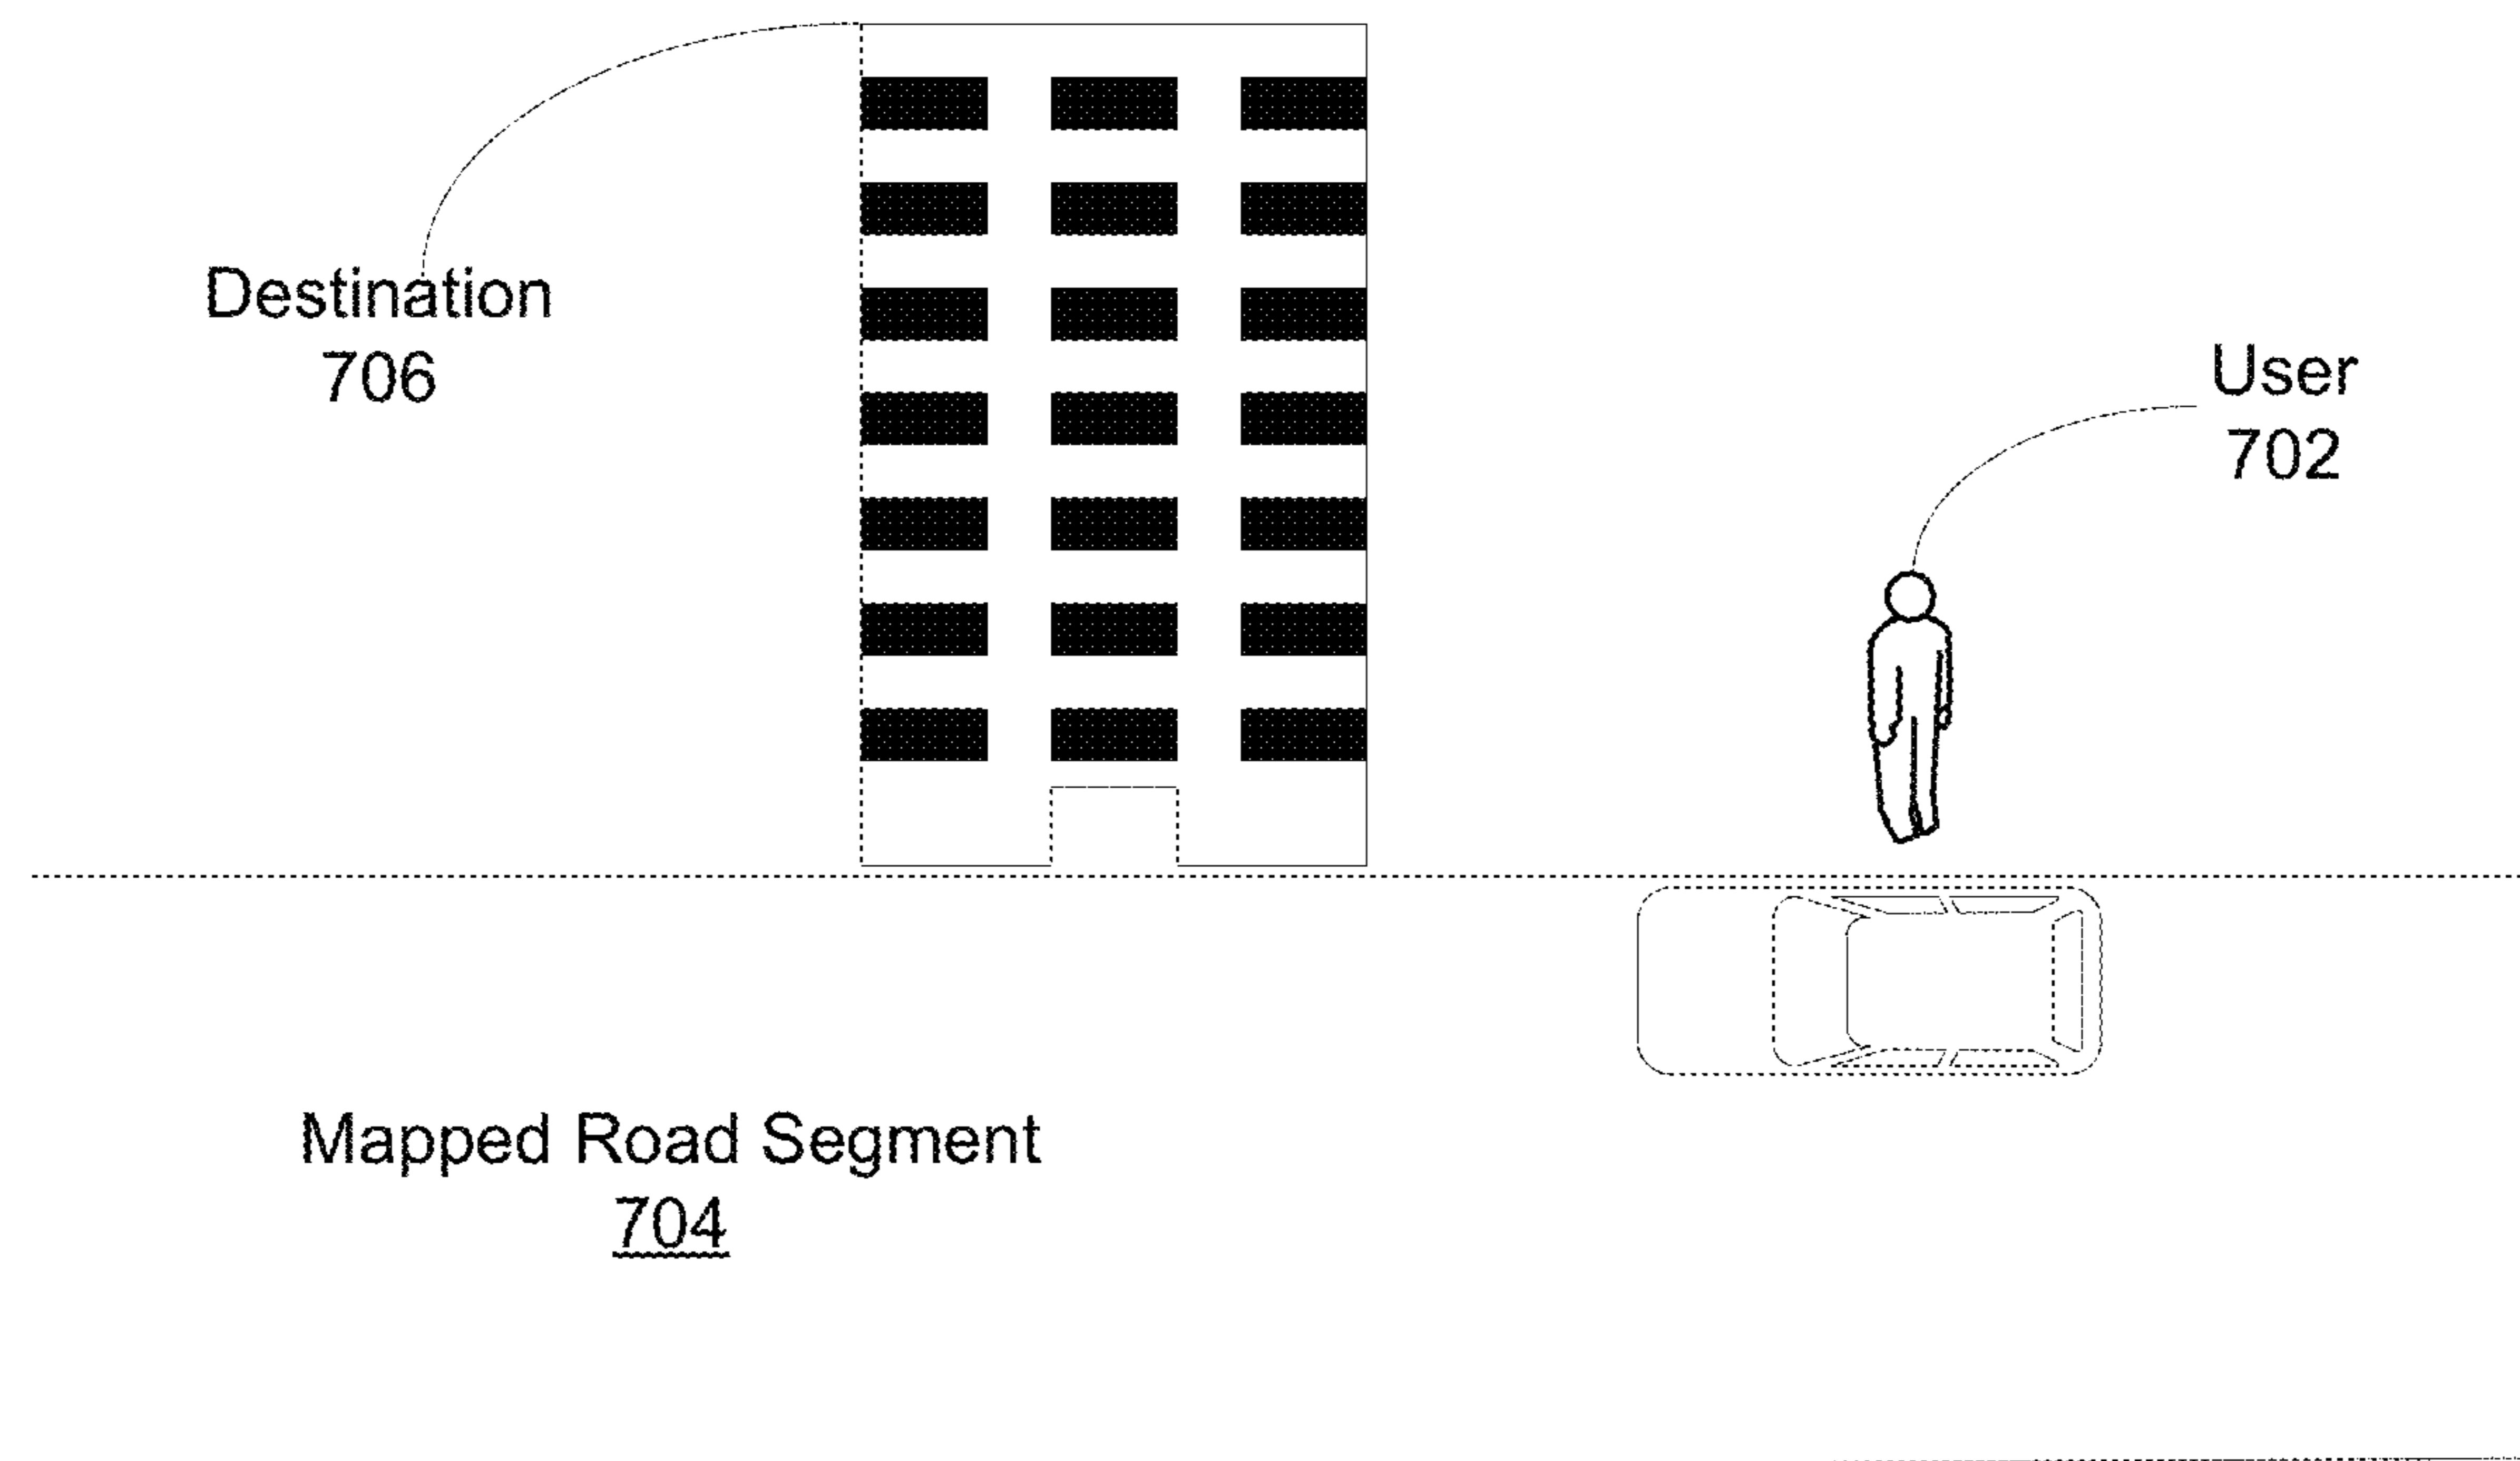 Destination
706
User
702
Mapped Road Segment
704